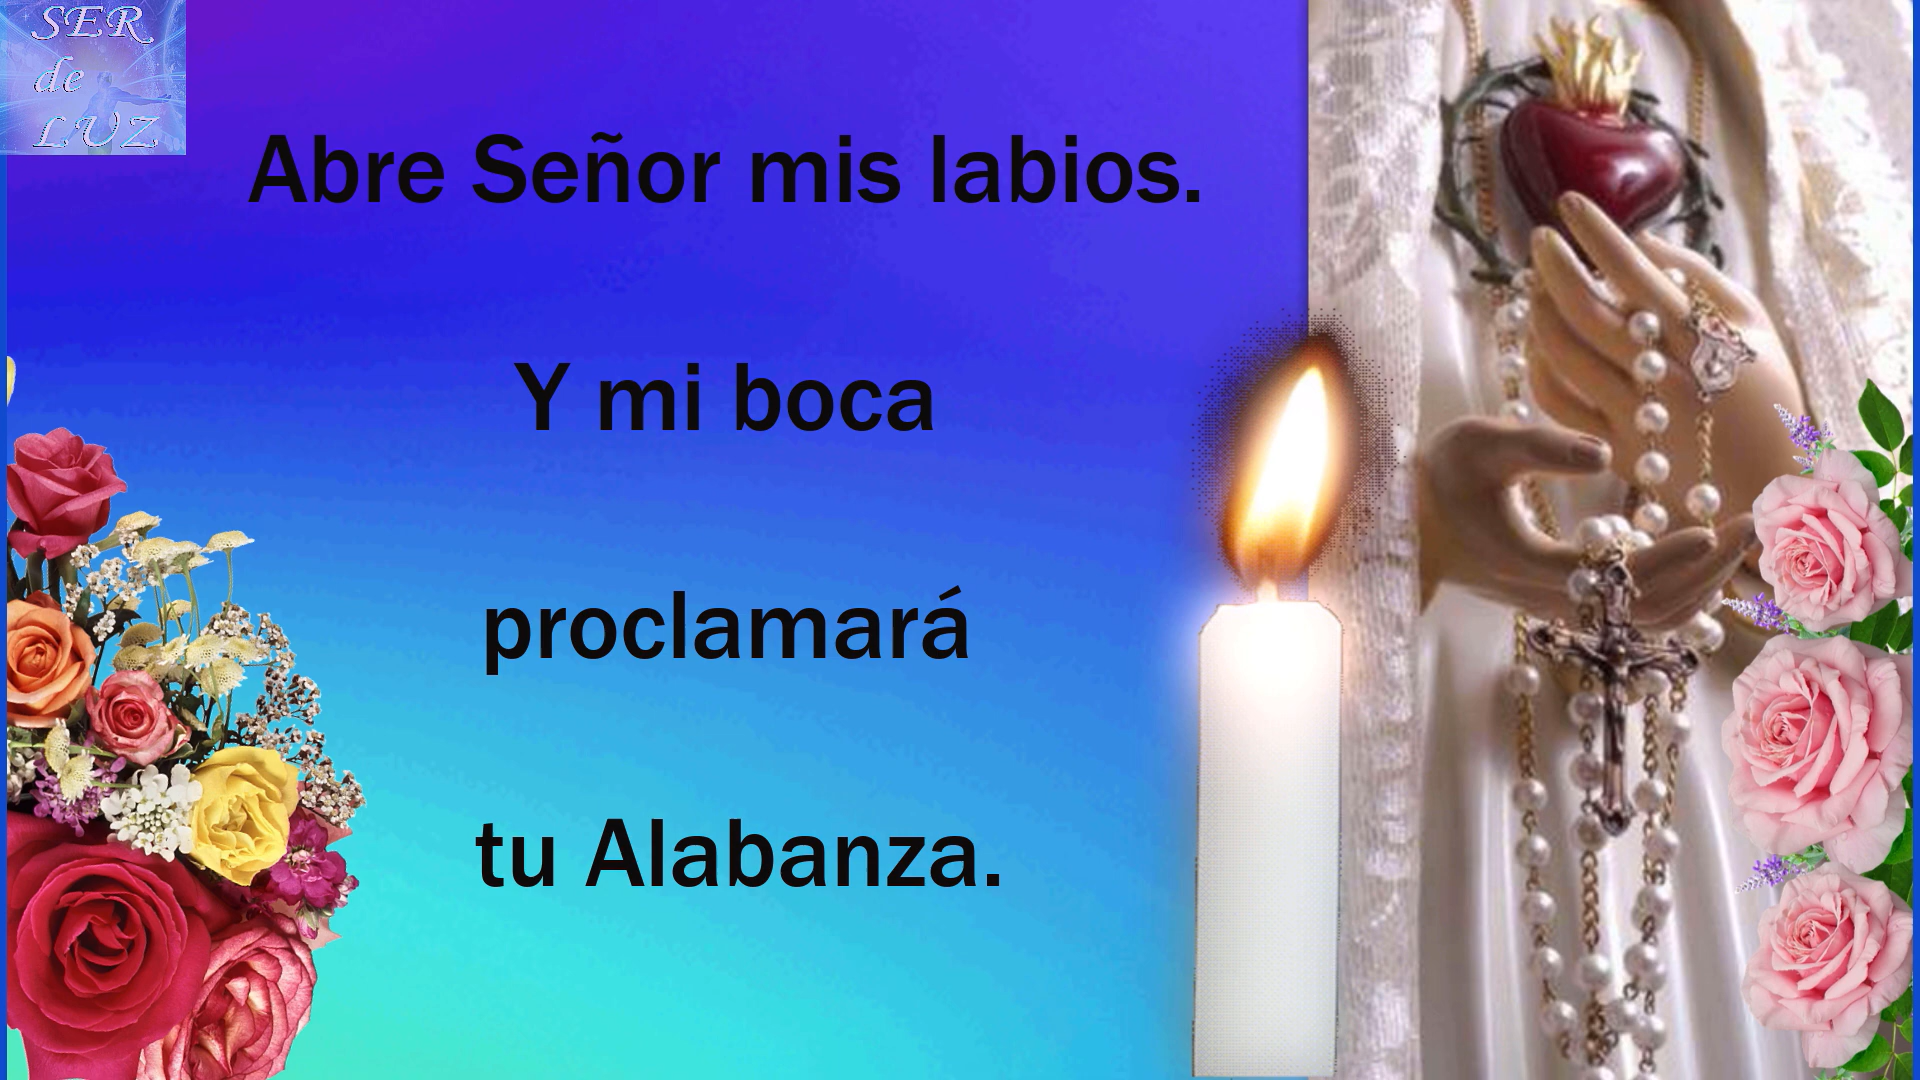 SER
de
LUZ
Abre Señor mis labios.
Y mi boca
proclamará
tu Alabanza.